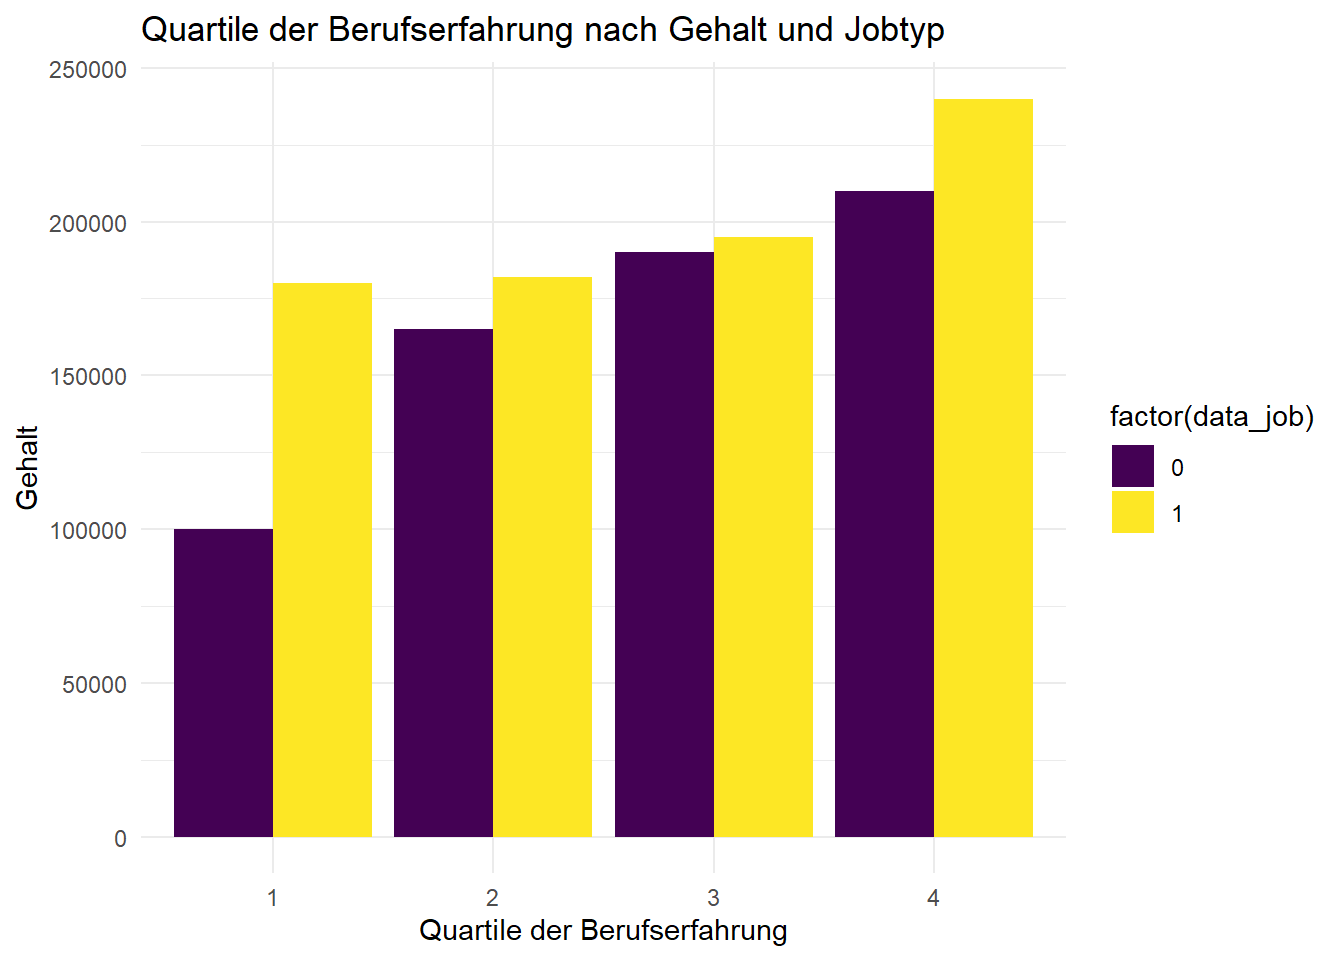 Quartile der Berufserfahrung nach Gehalt und Jobtyp
250000
200000
150000
100000
50000
0
Gehalt
1 2 3 4
Quartile der Berufserfahrung
factor(data_job)
0
1